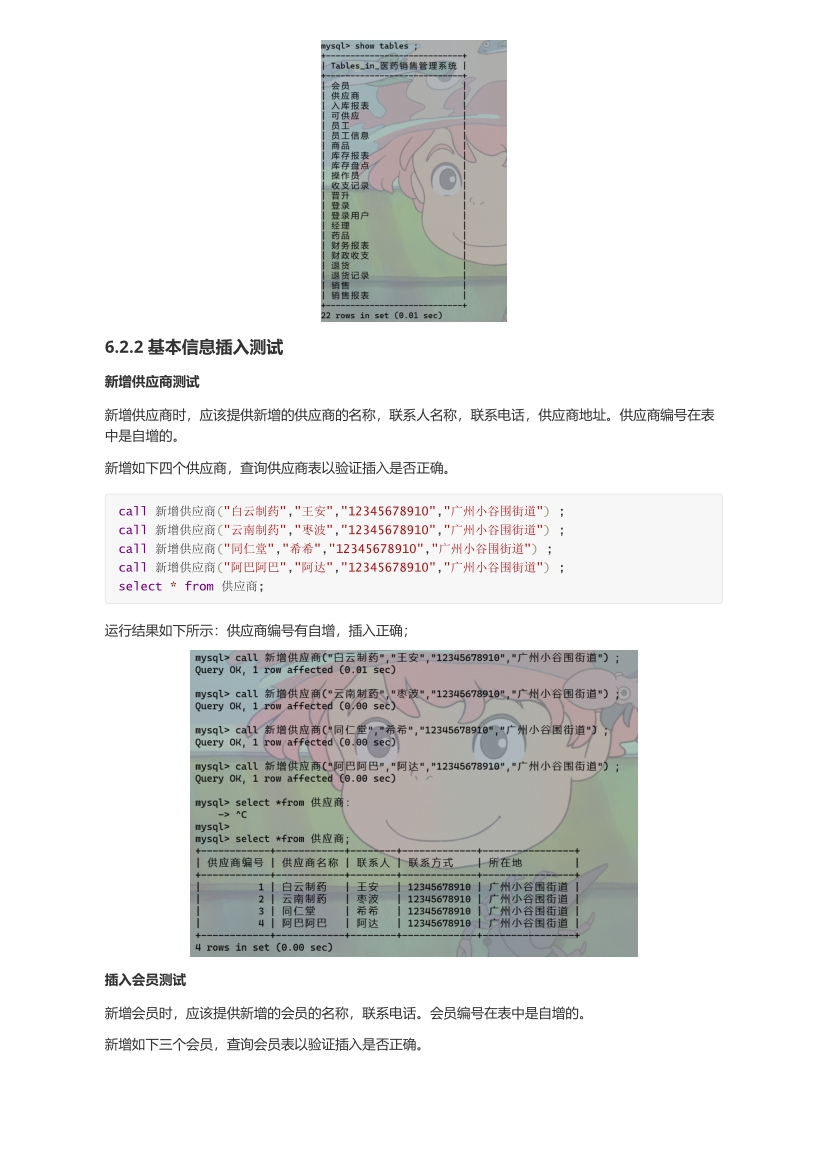 mysql> show tables ;
+-----------------------------+
| Tables_in_医药销售管理系统 |
+-----------------------------+
| 会员 |
| 供应商 |
| 入库报表 |
| 可供应 |
| 员工 |
| 员工信息 |
| 商品 |
| 库存报表 |
| 库存盘点 |
| 操作员 |
| 收支记录 |
| 晋升 |
| 登录 |
| 登录用户 |
| 经理 |
| 药品 |
| 财务报表 |
| 财政收支 |
| 退货 |
| 退货记录 |
| 销售 |
| 销售报表 |
+-----------------------------+
22 rows in set (0.01 sec)
6.2.2 基本信息插入测试
新增供应商测试
新增供应商时，应该提供新增的供应商的名称，联系人名称，联系电话，供应商地址。供应商编号在表
中是自增的。
新增如下四个供应商，查询供应商表以验证插入是否正确。
call 新增供应商("白云制药","王安","12345678910","广州小谷围街道") ;
call 新增供应商("云南制药","枣波","12345678910","广州小谷围街道") ;
call 新增供应商("同仁堂","希希","12345678910","广州小谷围街道") ;
call 新增供应商("阿巴阿巴","阿达","12345678910","广州小谷围街道") ;
select * from 供应商;
运行结果如下所示：供应商编号有自增，插入正确；
mysql> call 新增供应商("白云制药","王安","12345678910","广州小谷围街道") ;
Query OK, 1 row affected (0.01 sec)
mysql> call 新增供应商("云南制药","枣波","12345678910","广州小谷围街道") ;
Query OK, 1 row affected (0.00 sec)
mysql> call 新增供应商("同仁堂","希希","12345678910","广州小谷围街道") ;
Query OK, 1 row affected (0.00 sec)
mysql> call 新增供应商("阿巴阿巴","阿达","12345678910","广州小谷围街道") ;
Query OK, 1 row affected (0.00 sec)
mysql> select *from 供应商:
-> ^C
mysql>
mysql> select *from 供应商;
+------------+------------+--------+-------------+----------------+
| 供应商编号 | 供应商名称 | 联系人 | 联系方式 | 所在地 |
+------------+------------+--------+-------------+----------------+
| 1 | 白云制药 | 王安 | 12345678910 | 广州小谷围街道 |
| 2 | 云南制药 | 枣波 | 12345678910 | 广州小谷围街道 |
| 3 | 同仁堂 | 希希 | 12345678910 | 广州小谷围街道 |
| 4 | 阿巴阿巴 | 阿达 | 12345678910 | 广州小谷围街道 |
+------------+------------+--------+-------------+----------------+
4 rows in set (0.00 sec)
插入会员测试
新增会员时，应该提供新增的会员的名称，联系电话。会员编号在表中是自增的。
新增如下三个会员，查询会员表以验证插入是否正确。